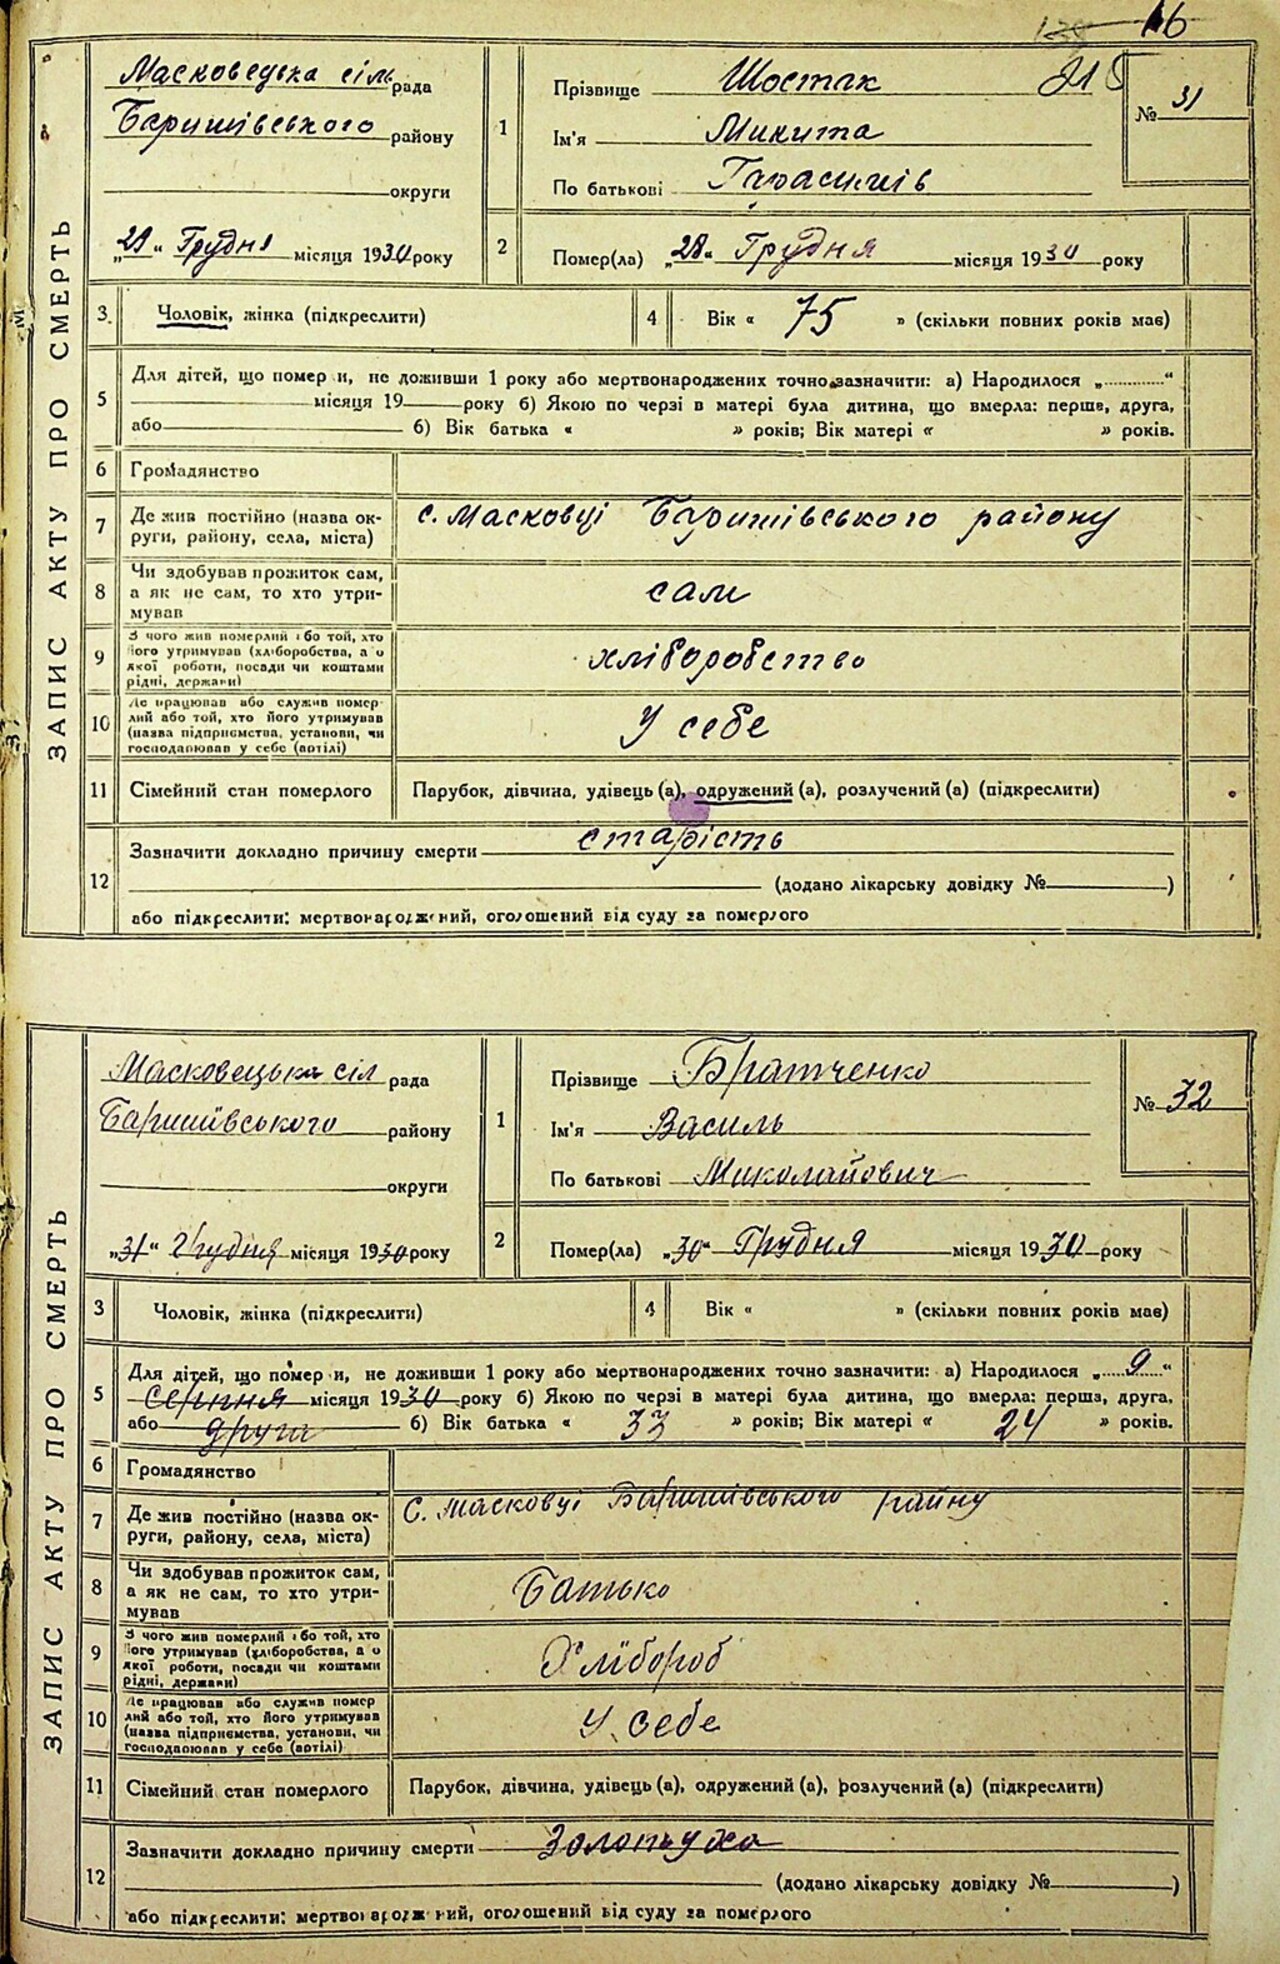 16
ЗАПИС АКТУ ПРО СМЕРТЬ
Масковецька сіль рада
Баришівського району
округи
„29“ Грудня місяця 1930 року
1
Прізвище Шостак
Ім'я Микита
По батькові Гарасимів
№ 31
2
Помер(ла) „28“ Грудня місяця 1930 року
3 Чоловік, жінка (підкреслити)
4 Вік « 75 » (скільки повних років мав)
5
Для дітей, що помер и, не доживши 1 року або мертвонароджених точно зазначити: а) Народилося „ “
місяця 19 року б) Якою по черзі в матері була дитина, що вмерла: перша, друга,
або б) Вік батька « » років; Вік матері « » років.
6 Громадянство
7
Де жив постійно (назва ок-
руги, району, села, міста)
с. Масковці Баришівського району
8
Чи здобував прожиток сам,
а як не сам, то хто утри-
мував
сам
9
З чого жив померлий або той, хто
його утримував (хліборобства, а о
якої роботи, посади чи коштами
рідні, держави)
хліборобство
10
Де працював або служив помер
лий або той, хто його утримував
(назва підприємства, установи, чи
господарював у себе (артілі)
У себе
11 Сімейний стан померлого Парубок, дівчина, удівець (а), одружений (а), розлучений (а) (підкреслити)
12
Зазначити докладно причину смерти старість
(додано лікарську довідку № )
або підкреслити: мертвонароджений, оголошений від суду за померлого
ЗАПИС АКТУ ПРО СМЕРТЬ
Масковецька сіл рада
Баришівського району
округи
„31“ Грудня місяця 1930 року
1
Прізвище Братченко
Ім'я Василь
По батькові Миколайович
№ 32
2
Помер(ла) „30“ Грудня місяця 1930 року
3 Чоловік, жінка (підкреслити)
4 Вік « » (скільки повних років мав)
5
Для дітей, що помер и, не доживши 1 року або мертвонароджених точно зазначити: а) Народилося „9“
серпня місяця 1930 року б) Якою по черзі в матері була дитина, що вмерла: перша, друга,
або друга б) Вік батька « 33 » років; Вік матері « 24 » років.
6 Громадянство
7
Де жив постійно (назва ок-
руги, району, села, міста)
С. Масковці Баришівського райну
8
Чи здобував прожиток сам,
а як не сам, то хто утри-
мував
Батько
9
З чого жив померлий або той, хто
його утримував (хліборобства, а о
якої роботи, посади чи коштами
рідні, держави)
Хлібороб
10
Де працював або служив помер
лий або той, хто його утримував
(назва підприємства, установи, чи
господарював у себе (артілі)
У себе
11 Сімейний стан померлого Парубок, дівчина, удівець (а), одружений (а), розлучений (а) (підкреслити)
12
Зазначити докладно причину смерти Золотуха
(додано лікарську довідку № )
або підкреслити: мертвонароджений, оголошений від суду за померлого